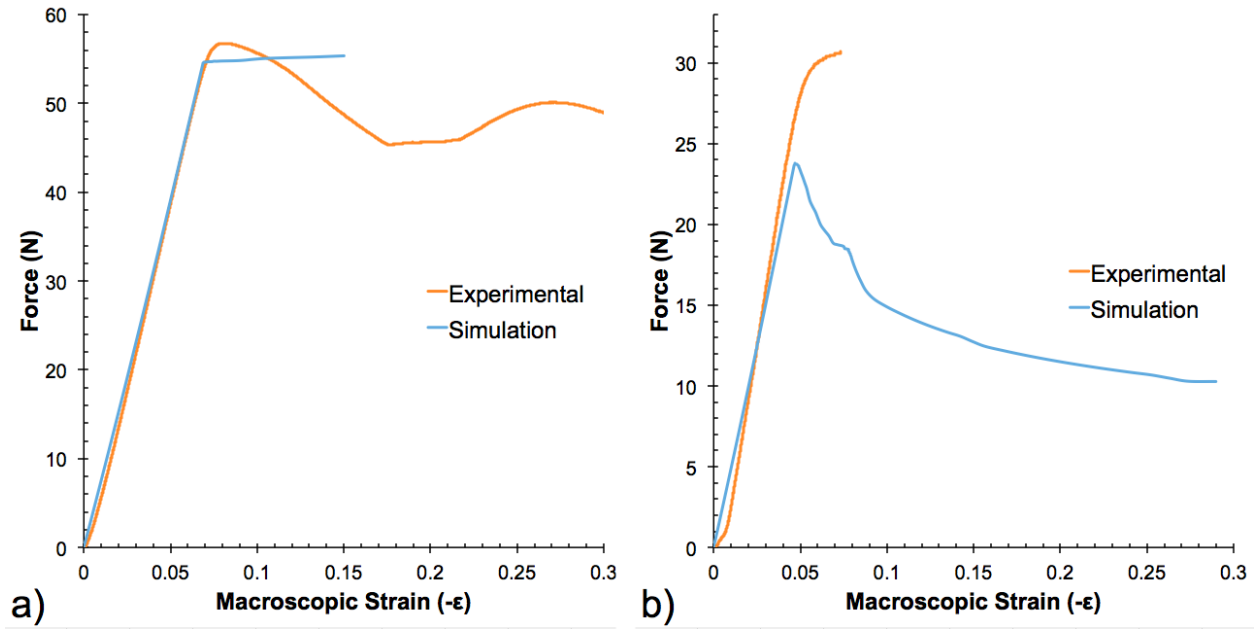 60
50
40
30
20
10
0
Force (N)
0 0.05 0.1 0.15 0.2 0.25 0.3
Macroscopic Strain (-ε)
Experimental
Simulation
a)
30
25
20
15
10
5
0
Force (N)
0 0.05 0.1 0.15 0.2 0.25 0.3
Macroscopic Strain (-ε)
Experimental
Simulation
b)